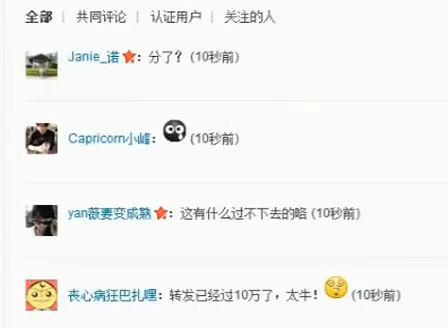 全部 | 共同评论 | 认证用户 | 关注的人
Janie_诺：分了？ (10秒前)
Capricorn小峰： (10秒前)
yan薇要变成熟：这有什么过不下去的哈 (10秒前)
丧心病狂巴扎嘿：转发已经过10万了，太牛！ (10秒前)